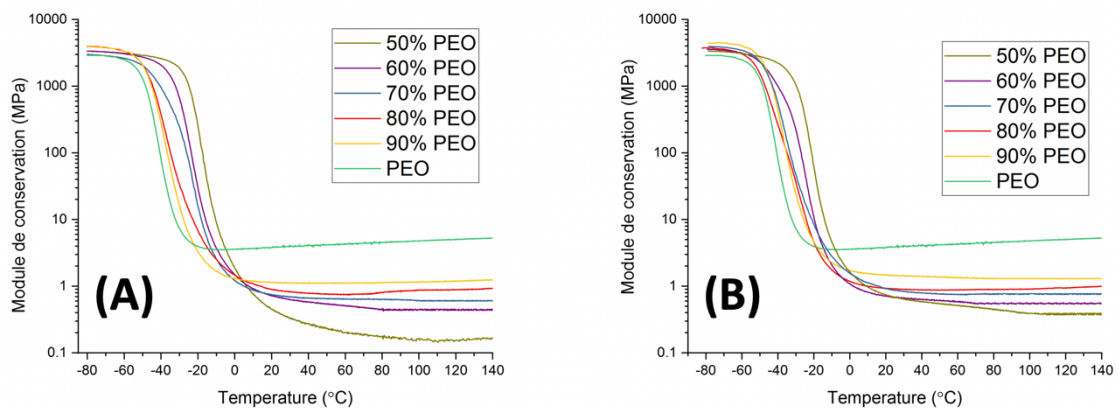 10000
1000
100
10
1
0.1
Module de conservation (MPa)
50% PEO
60% PEO
70% PEO
80% PEO
90% PEO
PEO
(A)
-80 -60 -40 -20 0 20 40 60 80 100 120 140
Temperature (°C)
10000
1000
100
10
1
0.1
Module de conservation (MPa)
50% PEO
60% PEO
70% PEO
80% PEO
90% PEO
PEO
(B)
-80 -60 -40 -20 0 20 40 60 80 100 120 140
Temperature (°C)